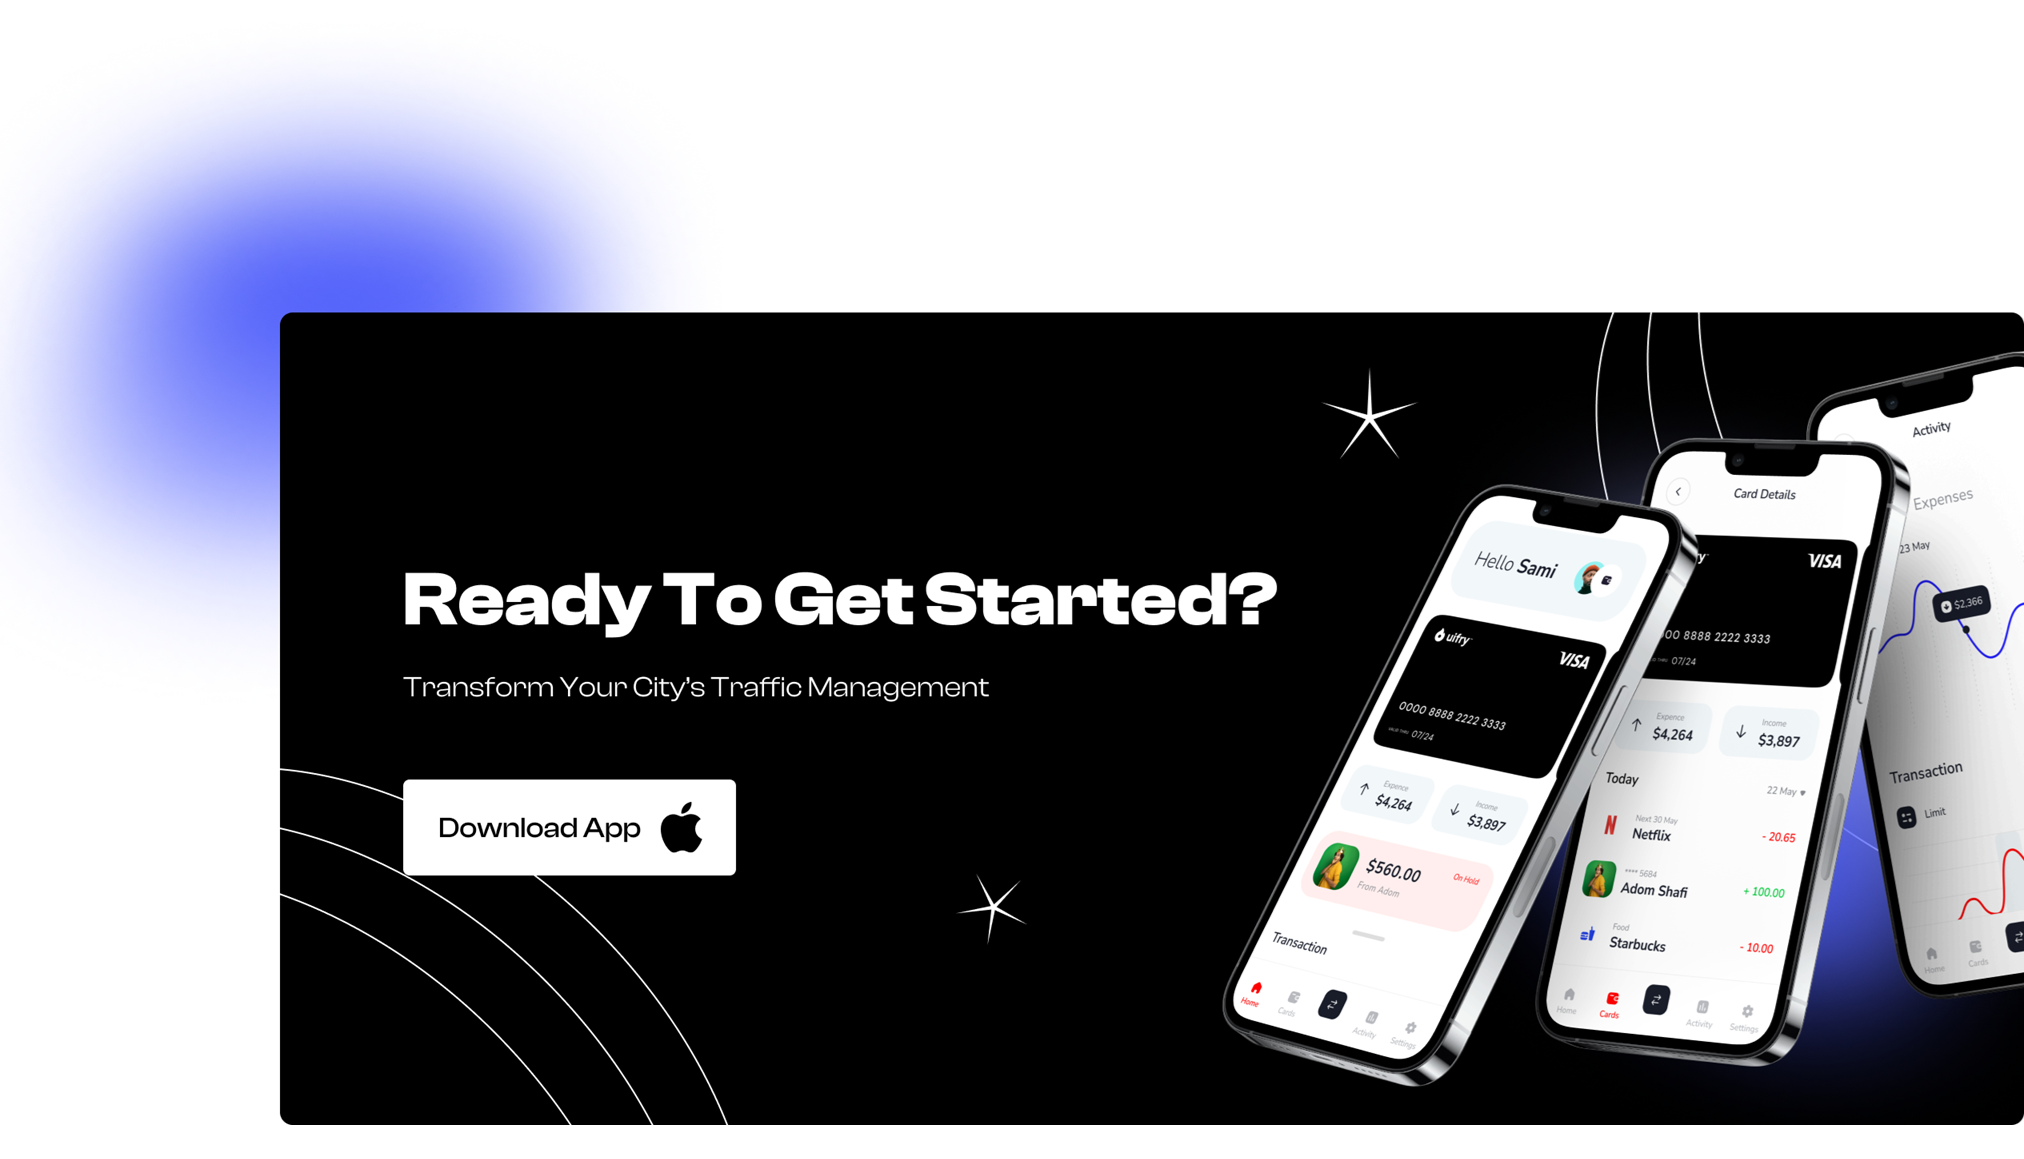 Ready To Get Started?
Transform Your City's Traffic Management
Download App
Hello Sami
uifry
VISA
0000 8888 2222 3333
VALID THRU 07/24
Expence
$4,264
Income
$3,897
$560.00
From Adom
On Hold
Transaction
Home
Cards
Activity
Settings
Card Details
VISA
00 8888 2222 3333
07/24
Expence
$4,264
Income
$3,897
Today
22 May
Next 30 May
Netflix
- 20.65
**** 5684
Adom Shafi
+ 100.00
Food
Starbucks
- 10.00
Home
Cards
Activity
Settings
Activity
Expenses
23 May
$2,366
Transaction
Limit
Home
Cards